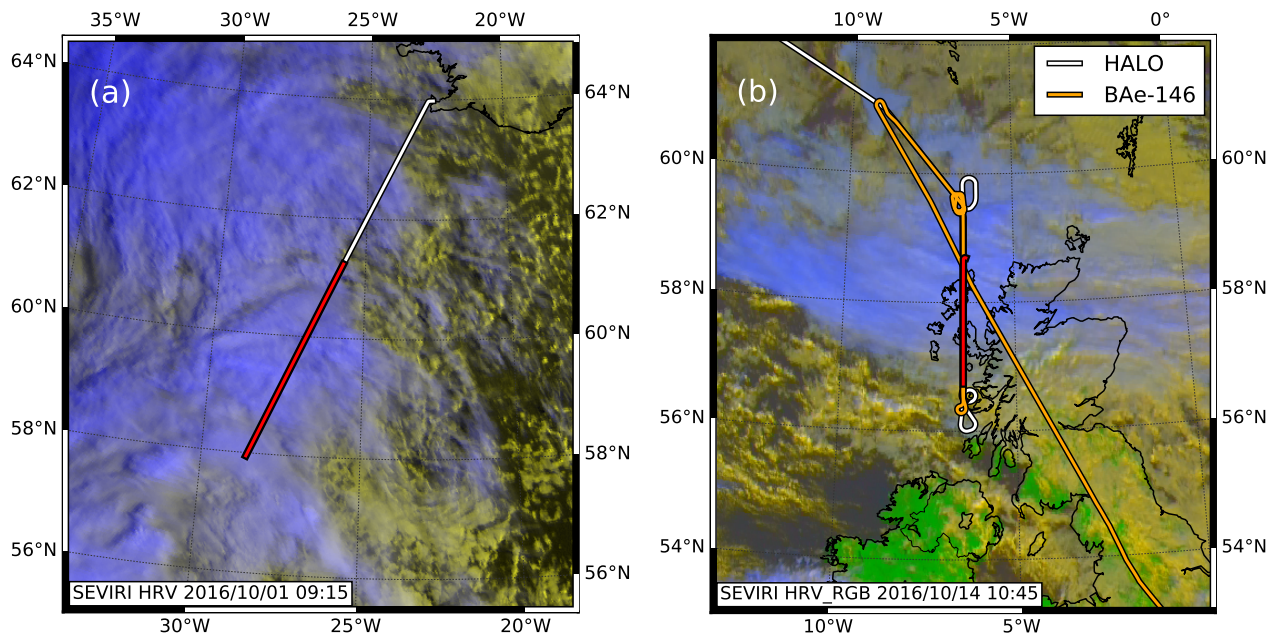 35°W 30°W 25°W 20°W
10°W 5°W 0°
(a)
64°N 64°N
62°N 62°N
60°N 60°N
58°N 58°N
56°N 56°N
SEVIRI HRV 2016/10/01 09:15
30°W 25°W 20°W
(b)
HALO
BAe-146
60°N 60°N
58°N 58°N
56°N 56°N
54°N 54°N
SEVIRI HRV_RGB 2016/10/14 10:45
10°W 5°W 0°